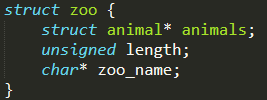 struct zoo {
    struct animal* animals;
    unsigned length;
    char* zoo_name;
}